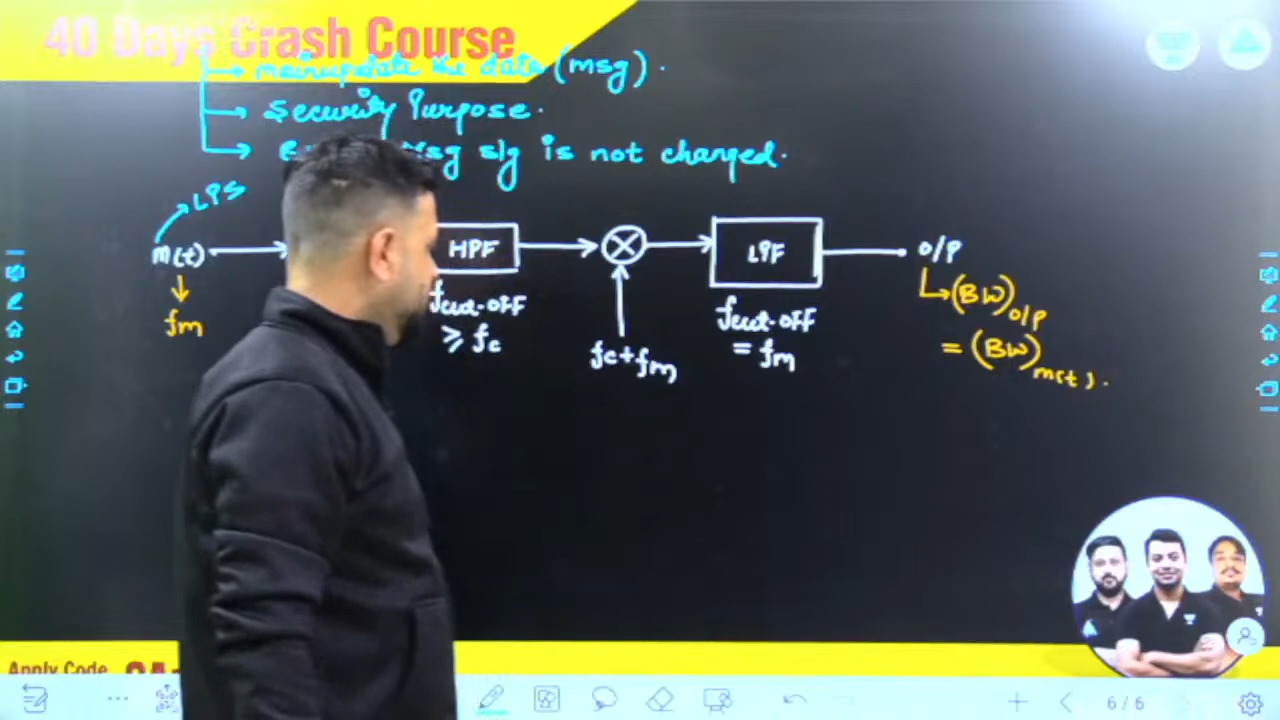 40 Days Crash Course
(msg).
Security Purpose.
sig is not changed.
LPS
m(t)
HPF
LPF
O/P
fm
fcut-off
≥ fc
fc+fm
fcut-off
= fm
(BW)O/P
= (BW)m(t).
Apply Code
6 / 6